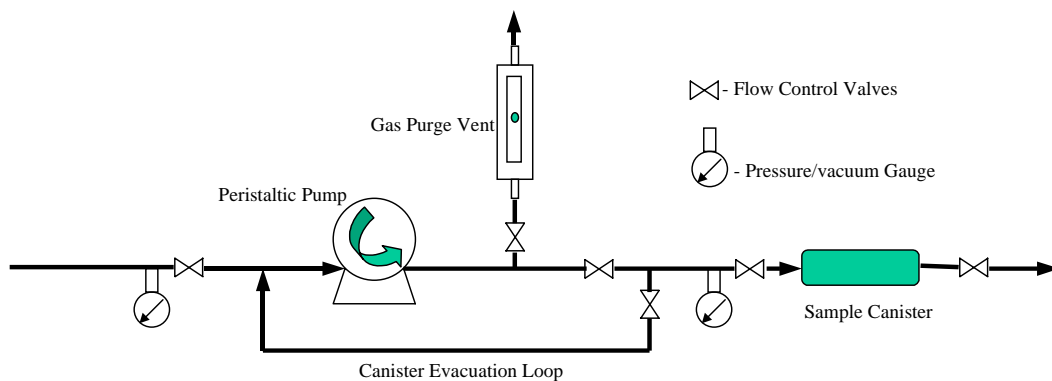 - Flow Control Valves
Gas Purge Vent
- Pressure/vacuum Gauge
Peristaltic Pump
Sample Canister
Canister Evacuation Loop